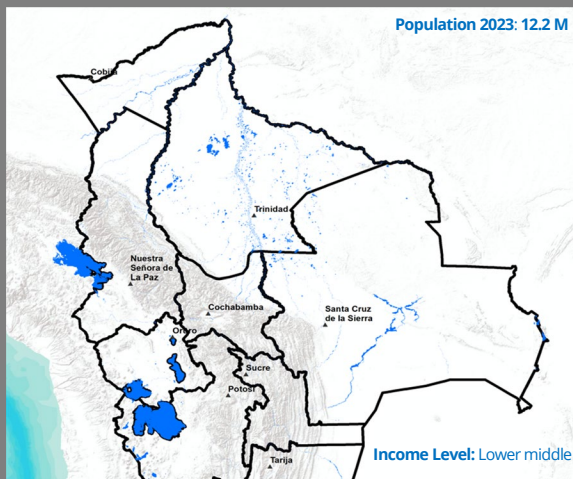 Population 2023: 12.2 M
Cobija
Trinidad
Nuestra
Señora de
La Paz
Cochabamba
Santa Cruz
de la Sierra
Oruro
Sucre
Potosí
Tarija
Income Level: Lower middle